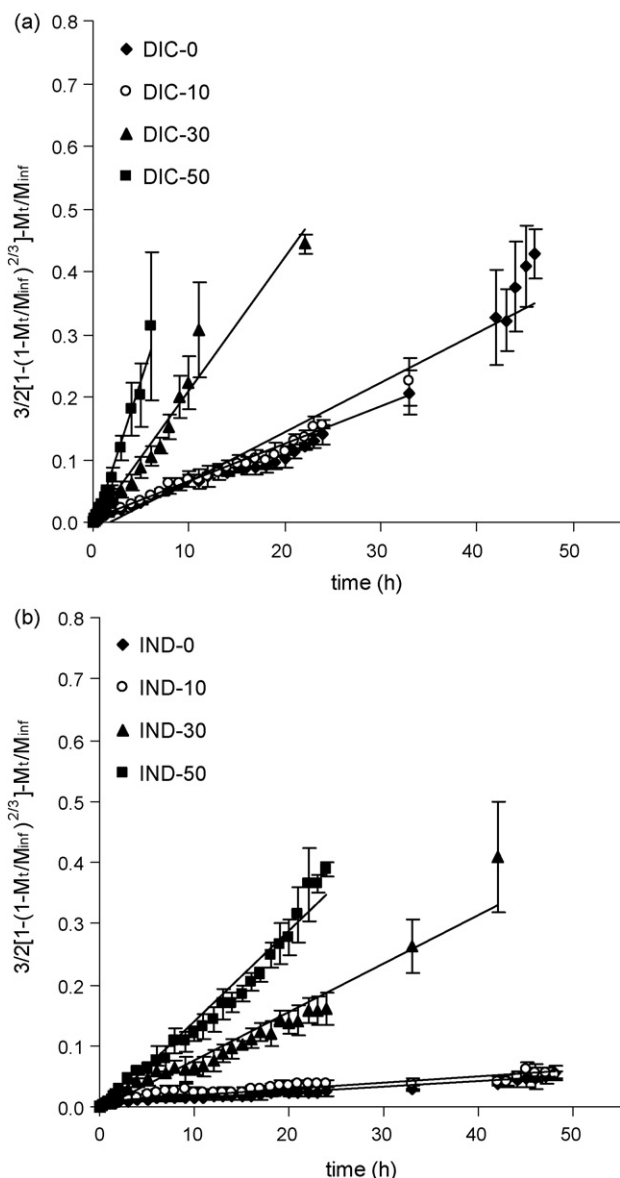 (a)
0.8
0.7
0.6
0.5
0.4
0.3
0.2
0.1
0.0
3/2[1-(1-Mt/Minf)^2/3]-Mt/Minf
DIC-0
DIC-10
DIC-30
DIC-50
0 10 20 30 40 50
time (h)
(b)
0.8
0.7
0.6
0.5
0.4
0.3
0.2
0.1
0.0
3/2[1-(1-Mt/Minf)^2/3]-Mt/Minf
IND-0
IND-10
IND-30
IND-50
0 10 20 30 40 50
time (h)